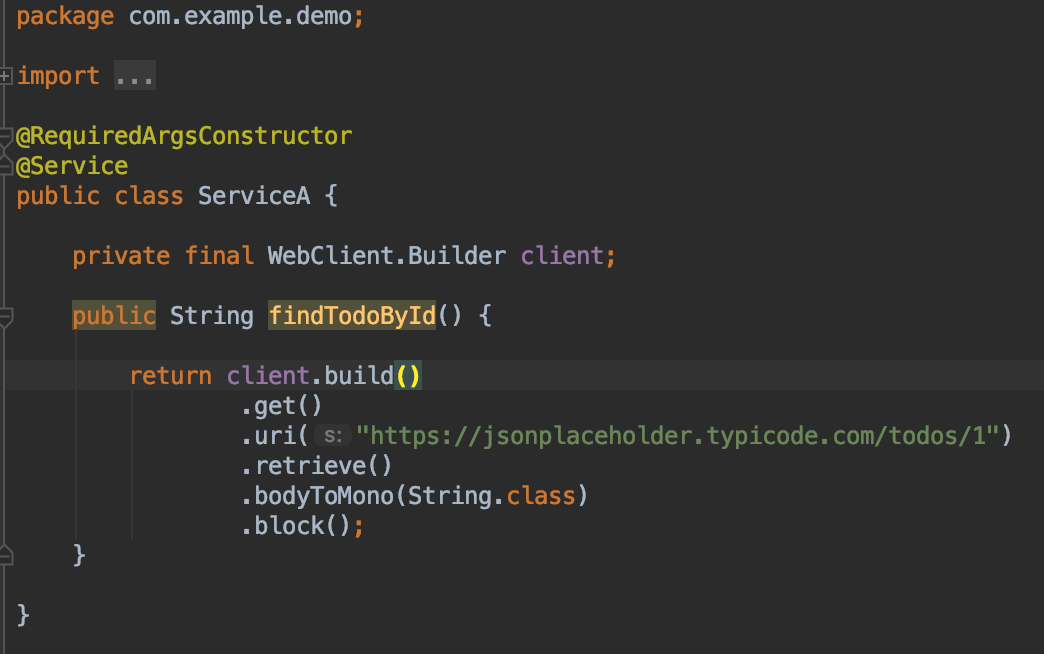 package com.example.demo;
import ...
@RequiredArgsConstructor
@Service
public class ServiceA {
private final WebClient.Builder client;
public String findTodoById() {
return client.build()
.get()
.uri( s: "https://jsonplaceholder.typicode.com/todos/1")
.retrieve()
.bodyToMono(String.class)
.block();
}
}